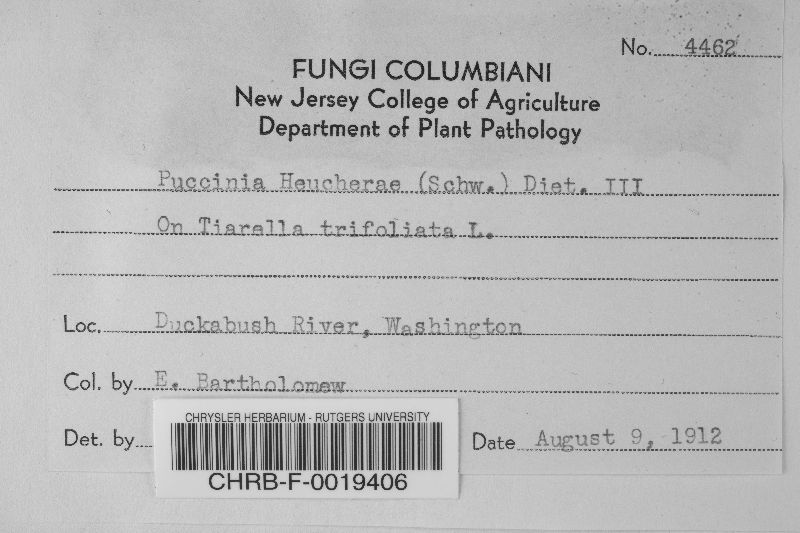 No. 4462
FUNGI COLUMBIANI
New Jersey College of Agriculture
Department of Plant Pathology
Puccinia Heucherae (Schw.) Diet. III
On Tiarella trifoliata L.
Loc. Duckabush River, Washington
Col. by E. Bartholomew
Det. by
Date August 9, 1912
CHRYSLER HERBARIUM - RUTGERS UNIVERSITY
CHRB-F-0019406